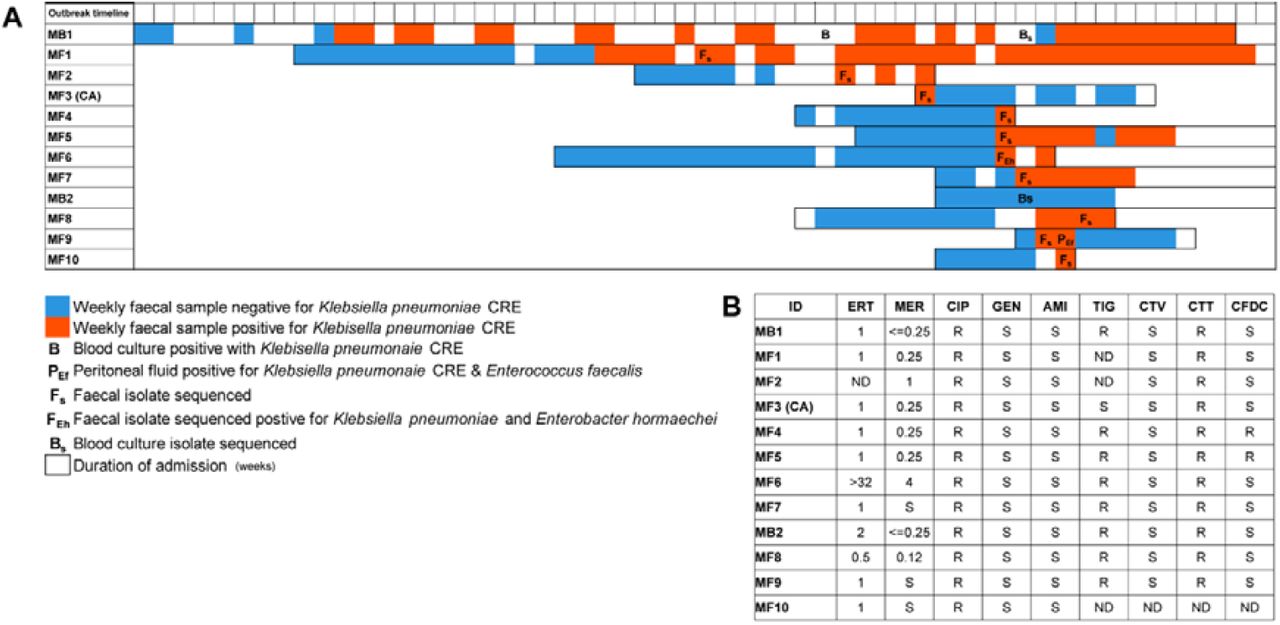 A
Outbreak timeline
MB1 B Bs
MF1 Fs
MF2 Fs
MF3 (CA) Fs
MF4 Fs
MF5 Fs
MF6 FEh
MF7 Fs
MB2 Bs
MF8 Fs
MF9 Fs PEf
MF10 Fs
Weekly faecal sample negative for Klebsiella pneumoniae CRE
Weekly faecal sample positive for Klebisella pneumoniae CRE
B Blood culture positive with Klebisella pneumonaie CRE
PEf Peritoneal fluid positive for Klebsiella pneumonaie CRE & Enterococcus faecalis
Fs Faecal isolate sequenced
FEh Faecal isolate sequenced postive for Klebsiella pneumoniae and Enterobacter hormaechei
Bs Blood culture isolate sequenced
Duration of admission (weeks)
B
ID ERT MER CIP GEN AMI TIG CTV CTT CFDC
MB1 1 <=0.25 R S S R S R S
MF1 1 0.25 R S S ND S R S
MF2 ND 1 R S S ND S R S
MF3 (CA) 1 0.25 R S S S S R S
MF4 1 0.25 R S S R S R R
MF5 1 0.25 R S S R S R R
MF6 >32 4 R S S R S R S
MF7 1 S R S S R S R S
MB2 2 <=0.25 R S S R S R S
MF8 0.5 0.12 R S S R S R S
MF9 1 S R S S R S R S
MF10 1 S R S S ND ND ND ND